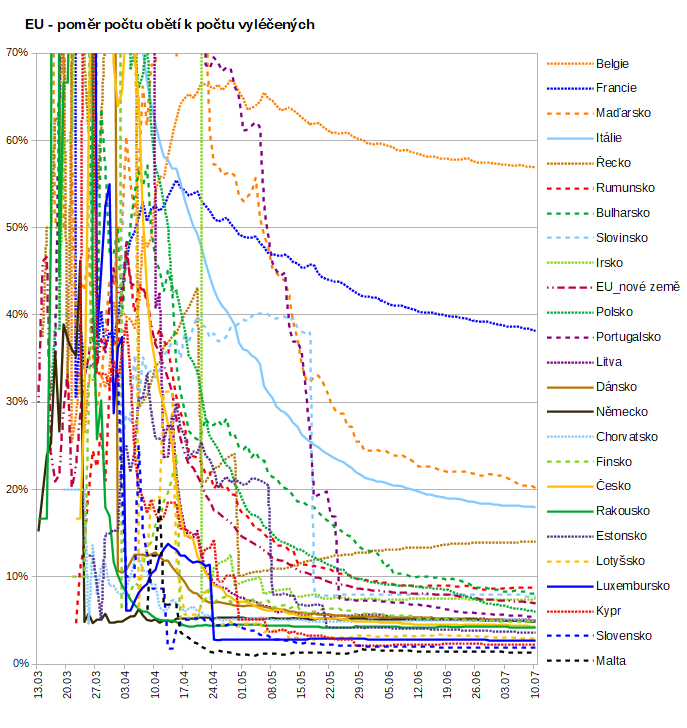 EU - poměr počtu obětí k počtu vyléčených
70%
60%
50%
40%
30%
20%
10%
0%
13.03
20.03
27.03
03.04
10.04
17.04
24.04
01.05
08.05
15.05
22.05
29.05
05.06
12.06
19.06
26.06
03.07
10.07
Belgie
Francie
Maďarsko
Itálie
Řecko
Rumunsko
Bulharsko
Slovinsko
Irsko
EU_nové země
Polsko
Portugalsko
Litva
Dánsko
Německo
Chorvatsko
Finsko
Česko
Rakousko
Estonsko
Lotyšsko
Luxembursko
Kypr
Slovensko
Malta